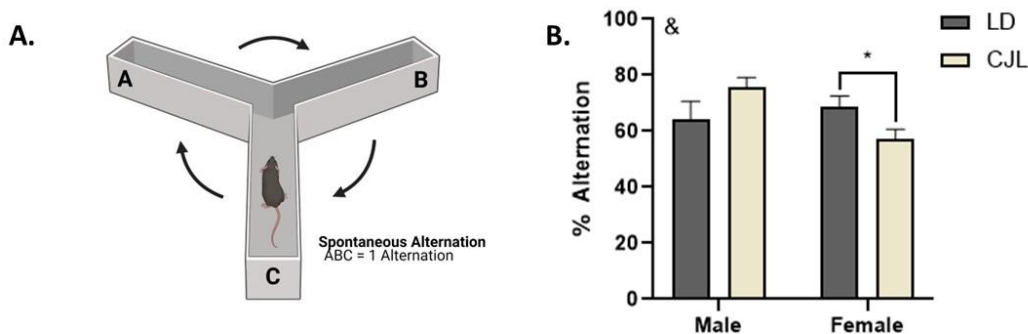 A.
A
B
C
Spontaneous Alternation
ABC = 1 Alternation
B.
&
*
LD
CJL
% Alternation
100
80
60
40
20
0
Male
Female